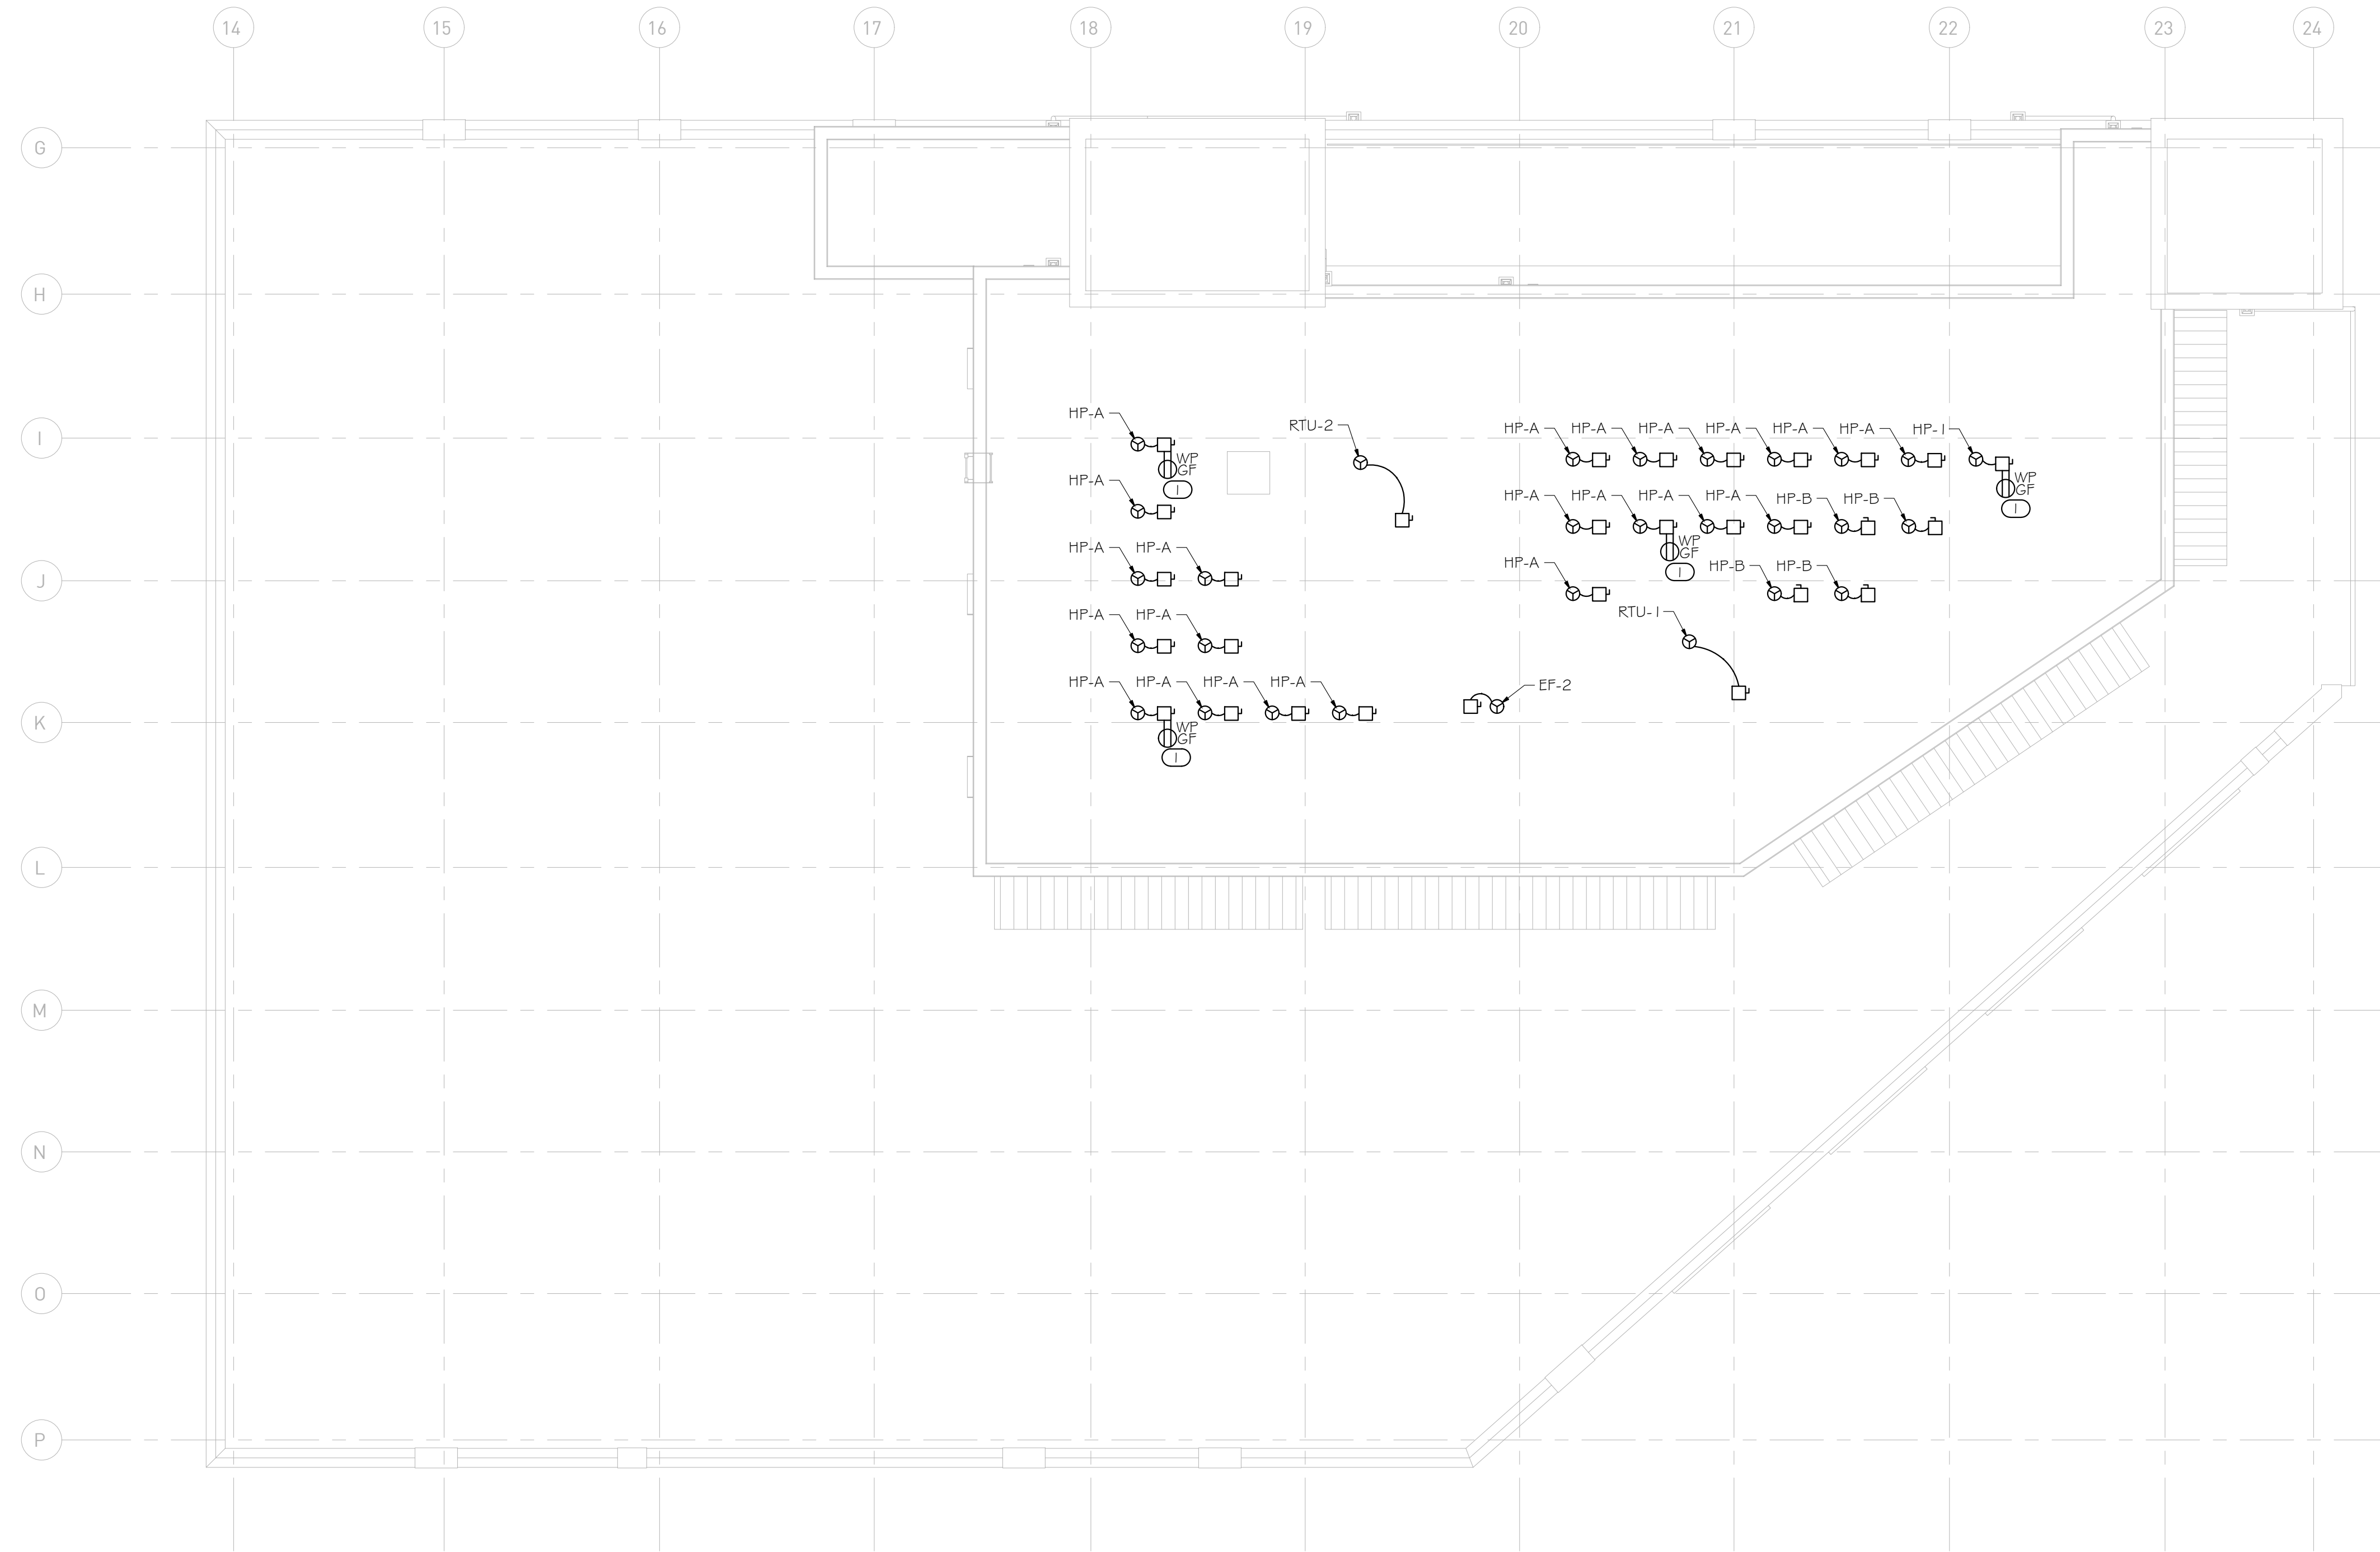 14 15 16 17 18 19 20 21 22 23 24
G
H
HP-A
RTU-2
HP-A HP-A HP-A HP-A HP-A HP-A HP-1
I
WP
GF
1
WP
GF
1
HP-A
HP-A HP-A HP-A HP-A HP-B HP-B
WP
GF
1
HP-A HP-A
HP-A HP-B HP-B
J
HP-A HP-A
RTU-1
HP-A HP-A HP-A HP-A
EF-2
K
WP
GF
1
L
M
N
O
P